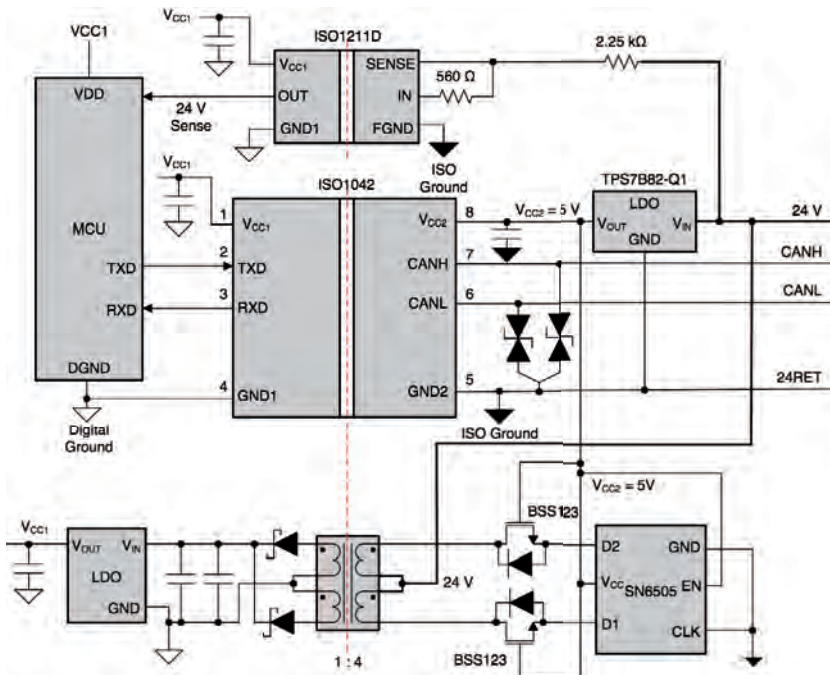 VCC1
VDD
MCU
TXD
RXD
DGND
Digital
Ground
24 V
Sense
VCC1
ISO1211D
VCC1
OUT
GND1
SENSE
IN
FGND
560 Ω
2.25 kΩ
ISO
Ground
VCC1
ISO1042
1
VCC1
2
TXD
3
RXD
4
GND1
VCC2
8
CANH
7
CANL
6
GND2
5
VCC2 = 5 V
TPS7B82-Q1
LDO
VOUT
VIN
GND
24 V
CANH
CANL
24RET
ISO Ground
VCC1
VOUT
VIN
LDO
GND
1 : 4
24 V
BSS123
BSS123
VCC2 = 5V
D2
GND
VCC
SN6505
EN
D1
CLK